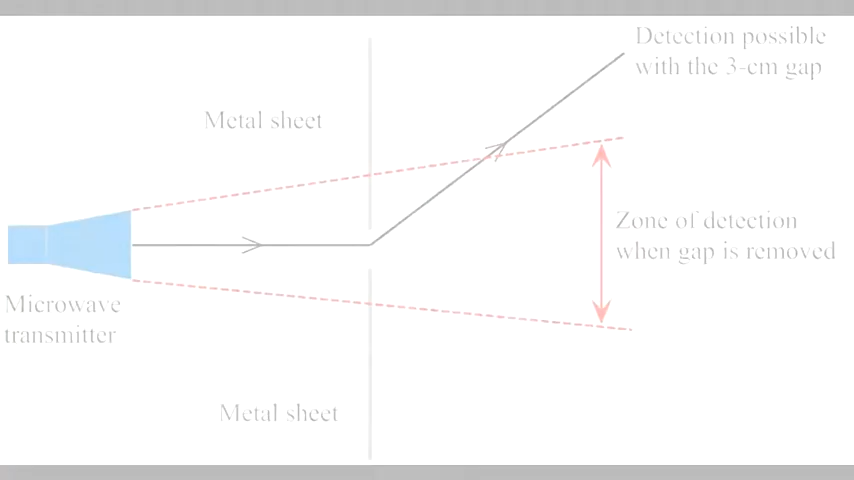 Detection possible
with the 3-cm gap
Metal sheet
Zone of detection
when gap is removed
Microwave
transmitter
Metal sheet